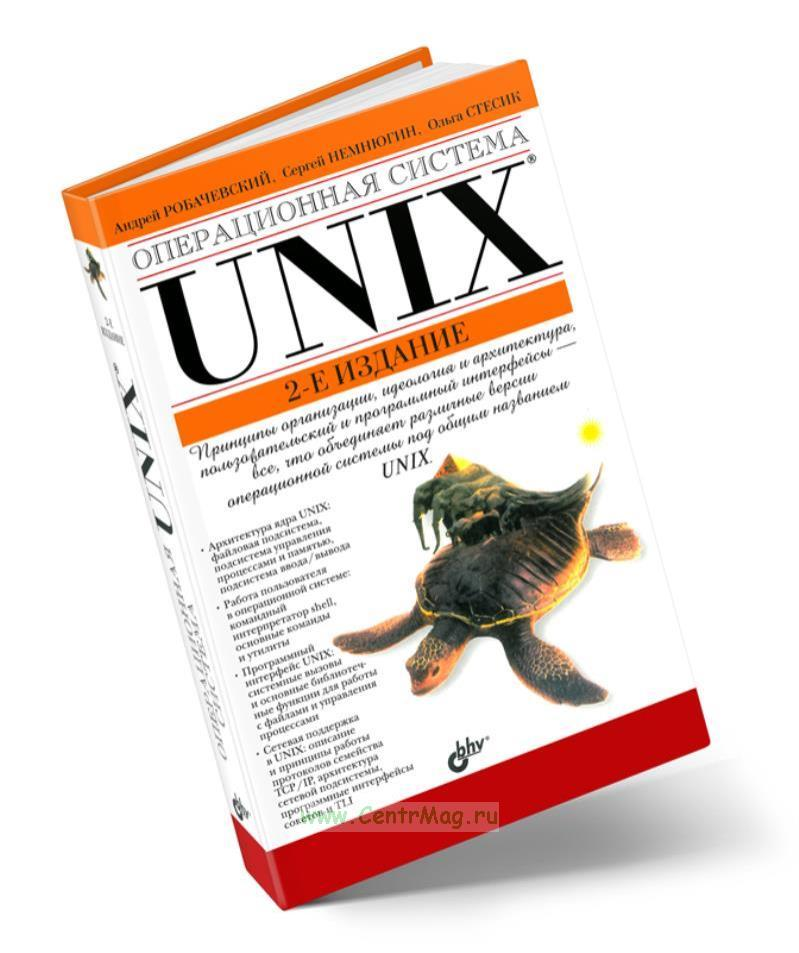 Андрей РОБАЧЕВСКИЙ, Сергей НЕМНЮГИН, Ольга СТЕСИК
ОПЕРАЦИОННАЯ СИСТЕМА
UNIX®
2-Е ИЗДАНИЕ
Принципы организации, идеология и архитектура,
пользовательский и программный интерфейсы —
все, что объединяет различные версии
операционной системы под общим названием
UNIX.
• Архитектура ядра UNIX:
файловая подсистема,
подсистема управления
процессами и памятью,
подсистема ввода/вывода
• Работа пользователя
в операционной системе:
командный
интерпретатор shell,
основные команды
и утилиты
• Программный
интерфейс UNIX:
системные вызовы
и основные библиотеч-
ные функции для работы
с файлами и управления
процессами
• Сетевая поддержка
в UNIX: описание
и принципы работы
протоколов семейства
TCP/IP, архитектура
сетевой подсистемы,
программные интерфейсы
сокетов и TLI
bhv®
www.CentrMag.ru
2-Е
ИЗДАНИЕ
ОПЕРАЦИОННАЯ СИСТЕМА
UNIX®
bhv